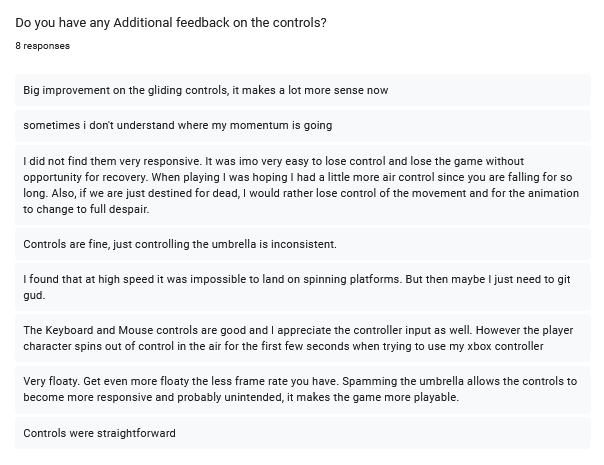 Do you have any Additional feedback on the controls?
8 responses
Big improvement on the gliding controls, it makes a lot more sense now
sometimes i don't understand where my momentum is going
I did not find them very responsive. It was imo very easy to lose control and lose the game without
opportunity for recovery. When playing I was hoping I had a little more air control since you are falling for so
long. Also, if we are just destined for dead, I would rather lose control of the movement and for the animation
to change to full despair.
Controls are fine, just controlling the umbrella is inconsistent.
I found that at high speed it was impossible to land on spinning platforms. But then maybe I just need to git
gud.
The Keyboard and Mouse controls are good and I appreciate the controller input as well. However the player
character spins out of control in the air for the first few seconds when trying to use my xbox controller
Very floaty. Get even more floaty the less frame rate you have. Spamming the umbrella allows the controls to
become more responsive and probably unintended, it makes the game more playable.
Controls were straightforward